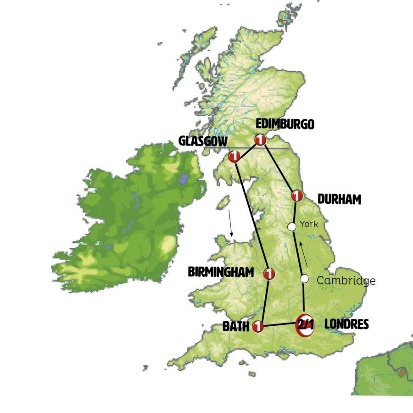 EDIMBURGO
GLASGOW
1
1
1
DURHAM
York
BIRMINGHAM
1
Cambridge
BATH
1
2/1
LONDRES